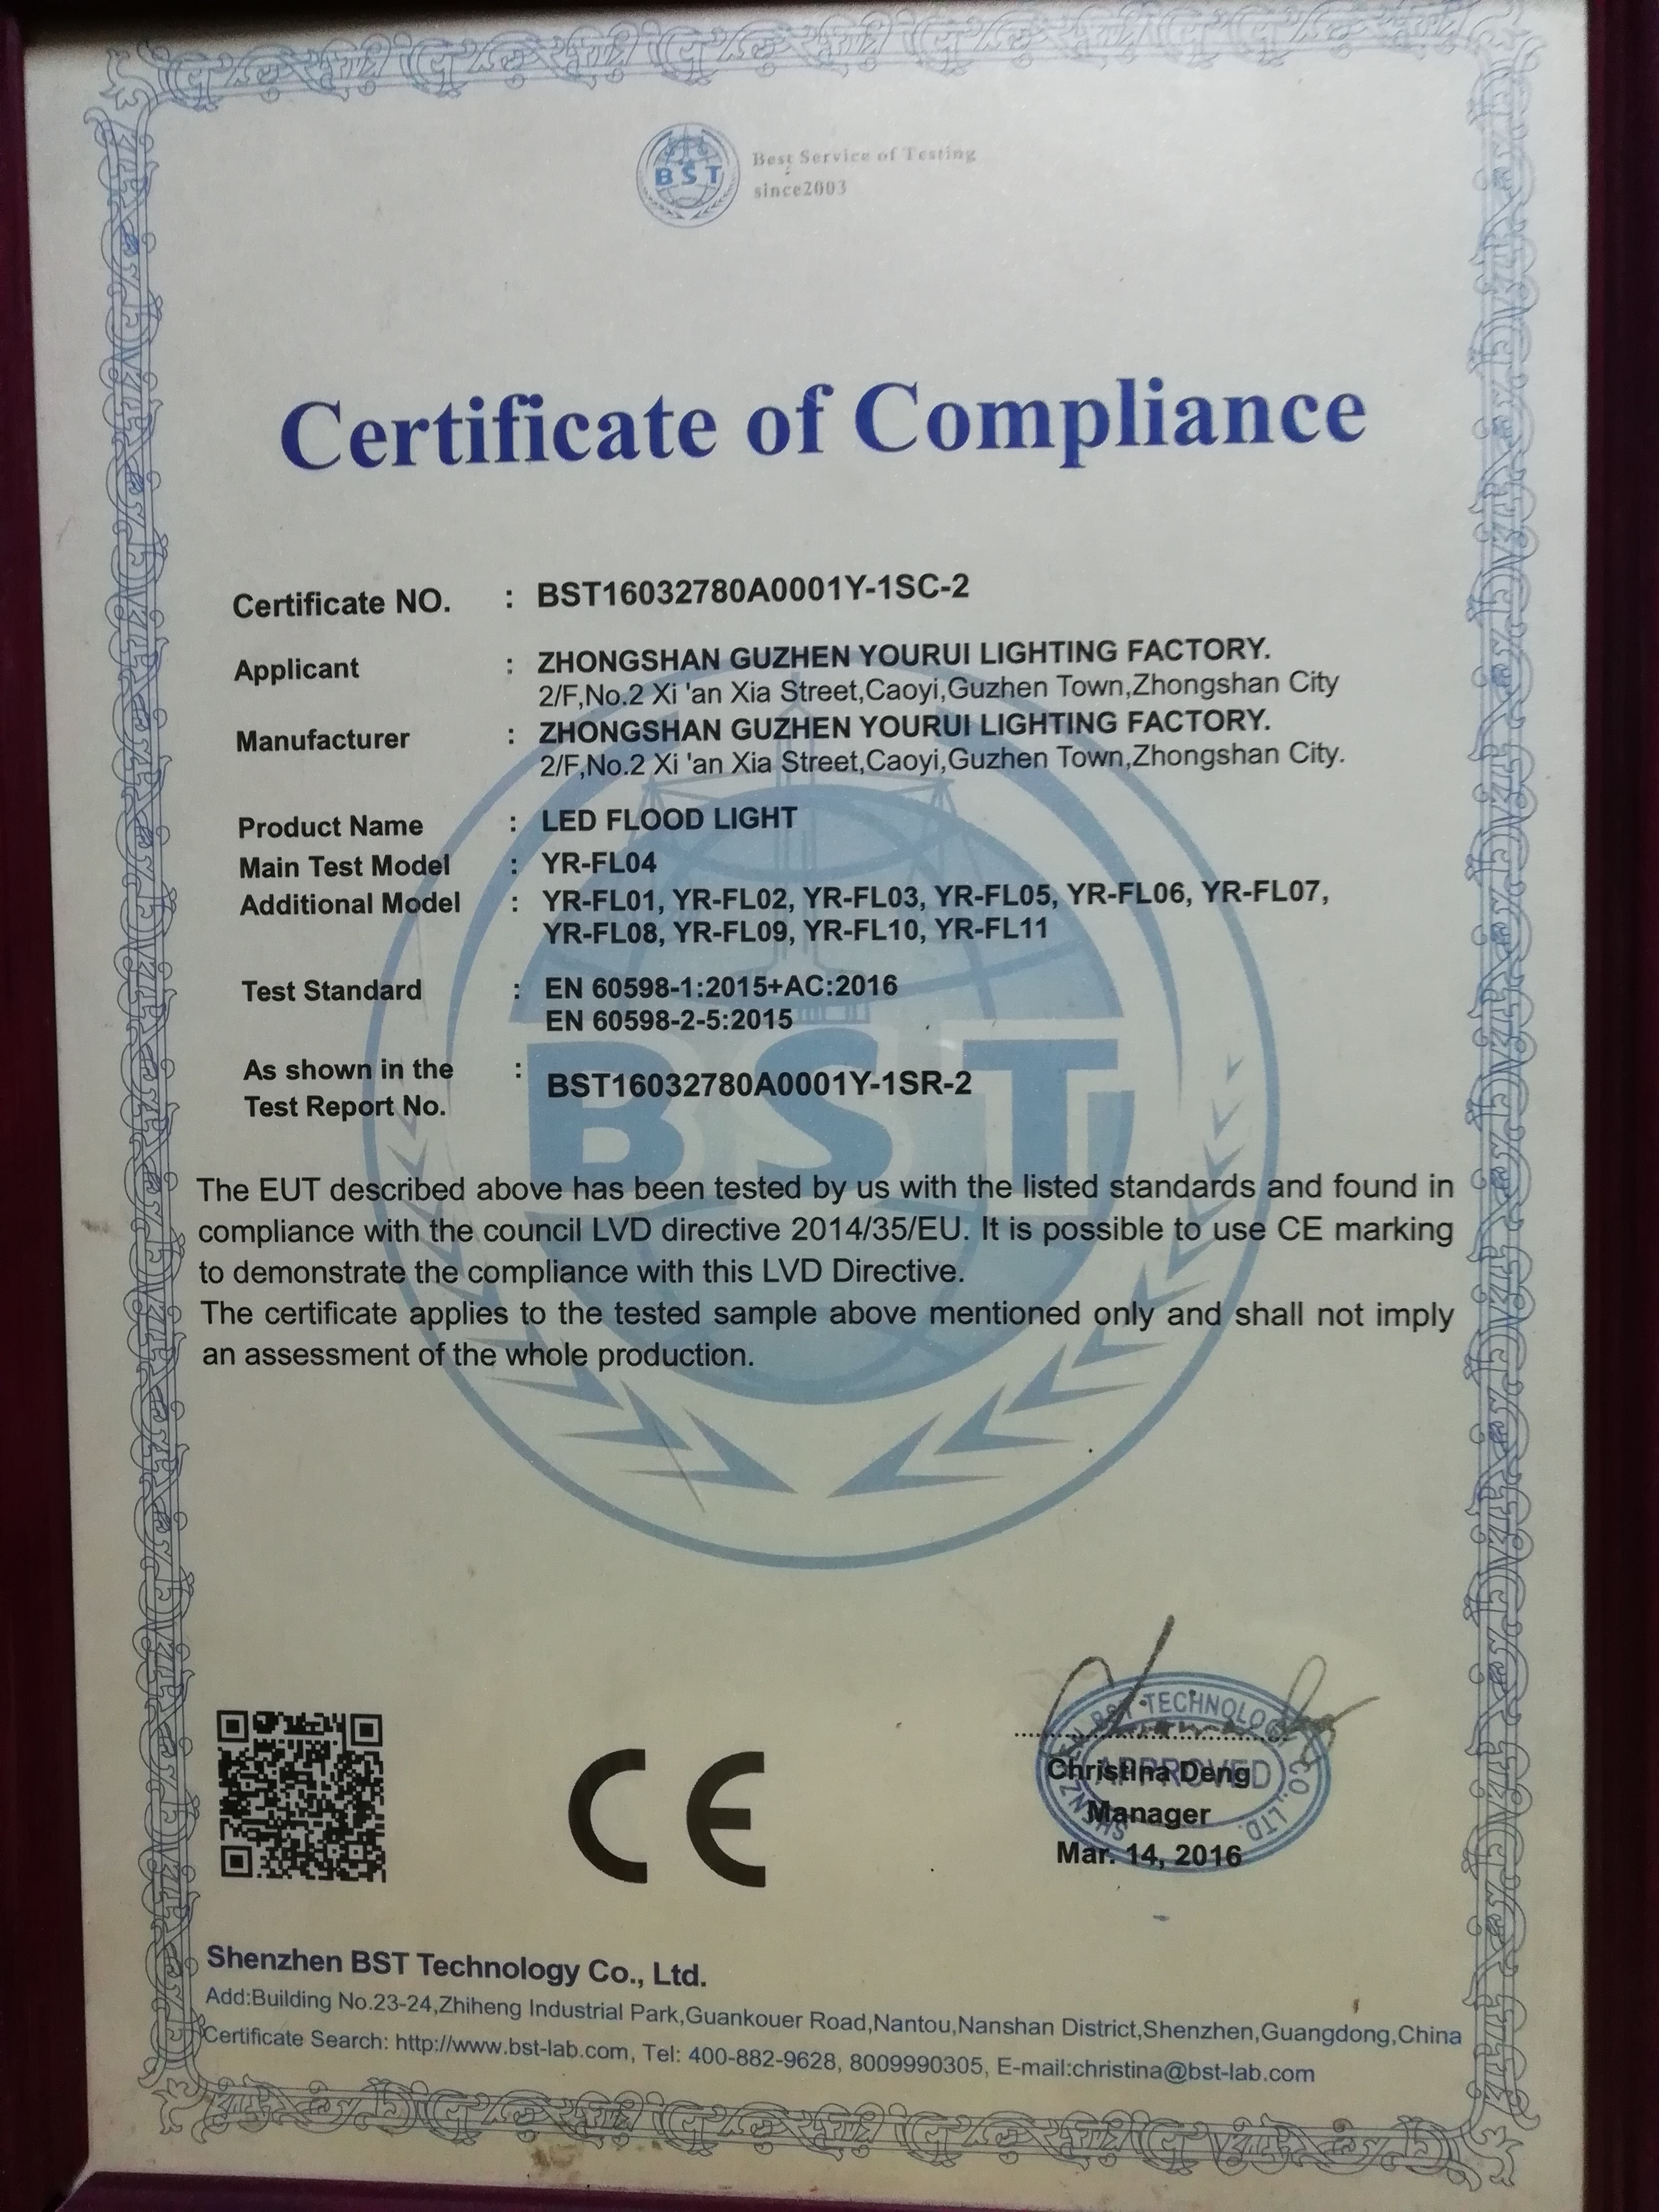 BST
Best Service of Testing
since2003
Certificate of Compliance
Certificate NO. : BST16032780A0001Y-1SC-2
Applicant : ZHONGSHAN GUZHEN YOURUI LIGHTING FACTORY.
2/F,No.2 Xi 'an Xia Street,Caoyi,Guzhen Town,Zhongshan City
Manufacturer : ZHONGSHAN GUZHEN YOURUI LIGHTING FACTORY.
2/F,No.2 Xi 'an Xia Street,Caoyi,Guzhen Town,Zhongshan City.
Product Name : LED FLOOD LIGHT
Main Test Model : YR-FL04
Additional Model : YR-FL01, YR-FL02, YR-FL03, YR-FL05, YR-FL06, YR-FL07,
YR-FL08, YR-FL09, YR-FL10, YR-FL11
Test Standard : EN 60598-1:2015+AC:2016
EN 60598-2-5:2015
As shown in the :
Test Report No. BST16032780A0001Y-1SR-2
BST
The EUT described above has been tested by us with the listed standards and found in
compliance with the council LVD directive 2014/35/EU. It is possible to use CE marking
to demonstrate the compliance with this LVD Directive.
The certificate applies to the tested sample above mentioned only and shall not imply
an assessment of the whole production.
CE
SHENZHEN BST TECHNOLOGY CO., LTD.
APPROVED
Christina Deng
Manager
Mar. 14, 2016
Shenzhen BST Technology Co., Ltd.
Add:Building No.23-24,Zhiheng Industrial Park,Guankouer Road,Nantou,Nanshan District,Shenzhen,Guangdong,China
Certificate Search: http://www.bst-lab.com, Tel: 400-882-9628, 8009990305, E-mail:christina@bst-lab.com